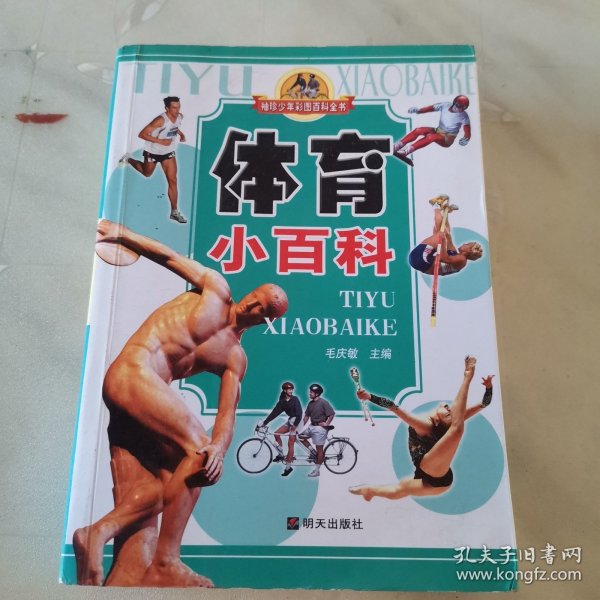 TIYU XIAOBAIKE
袖珍少年彩图百科全书
体育
小百科
TIYU
XIAOBAIKE
毛庆敏 主编
明天出版社
孔夫子旧书网
www.kongfz.com